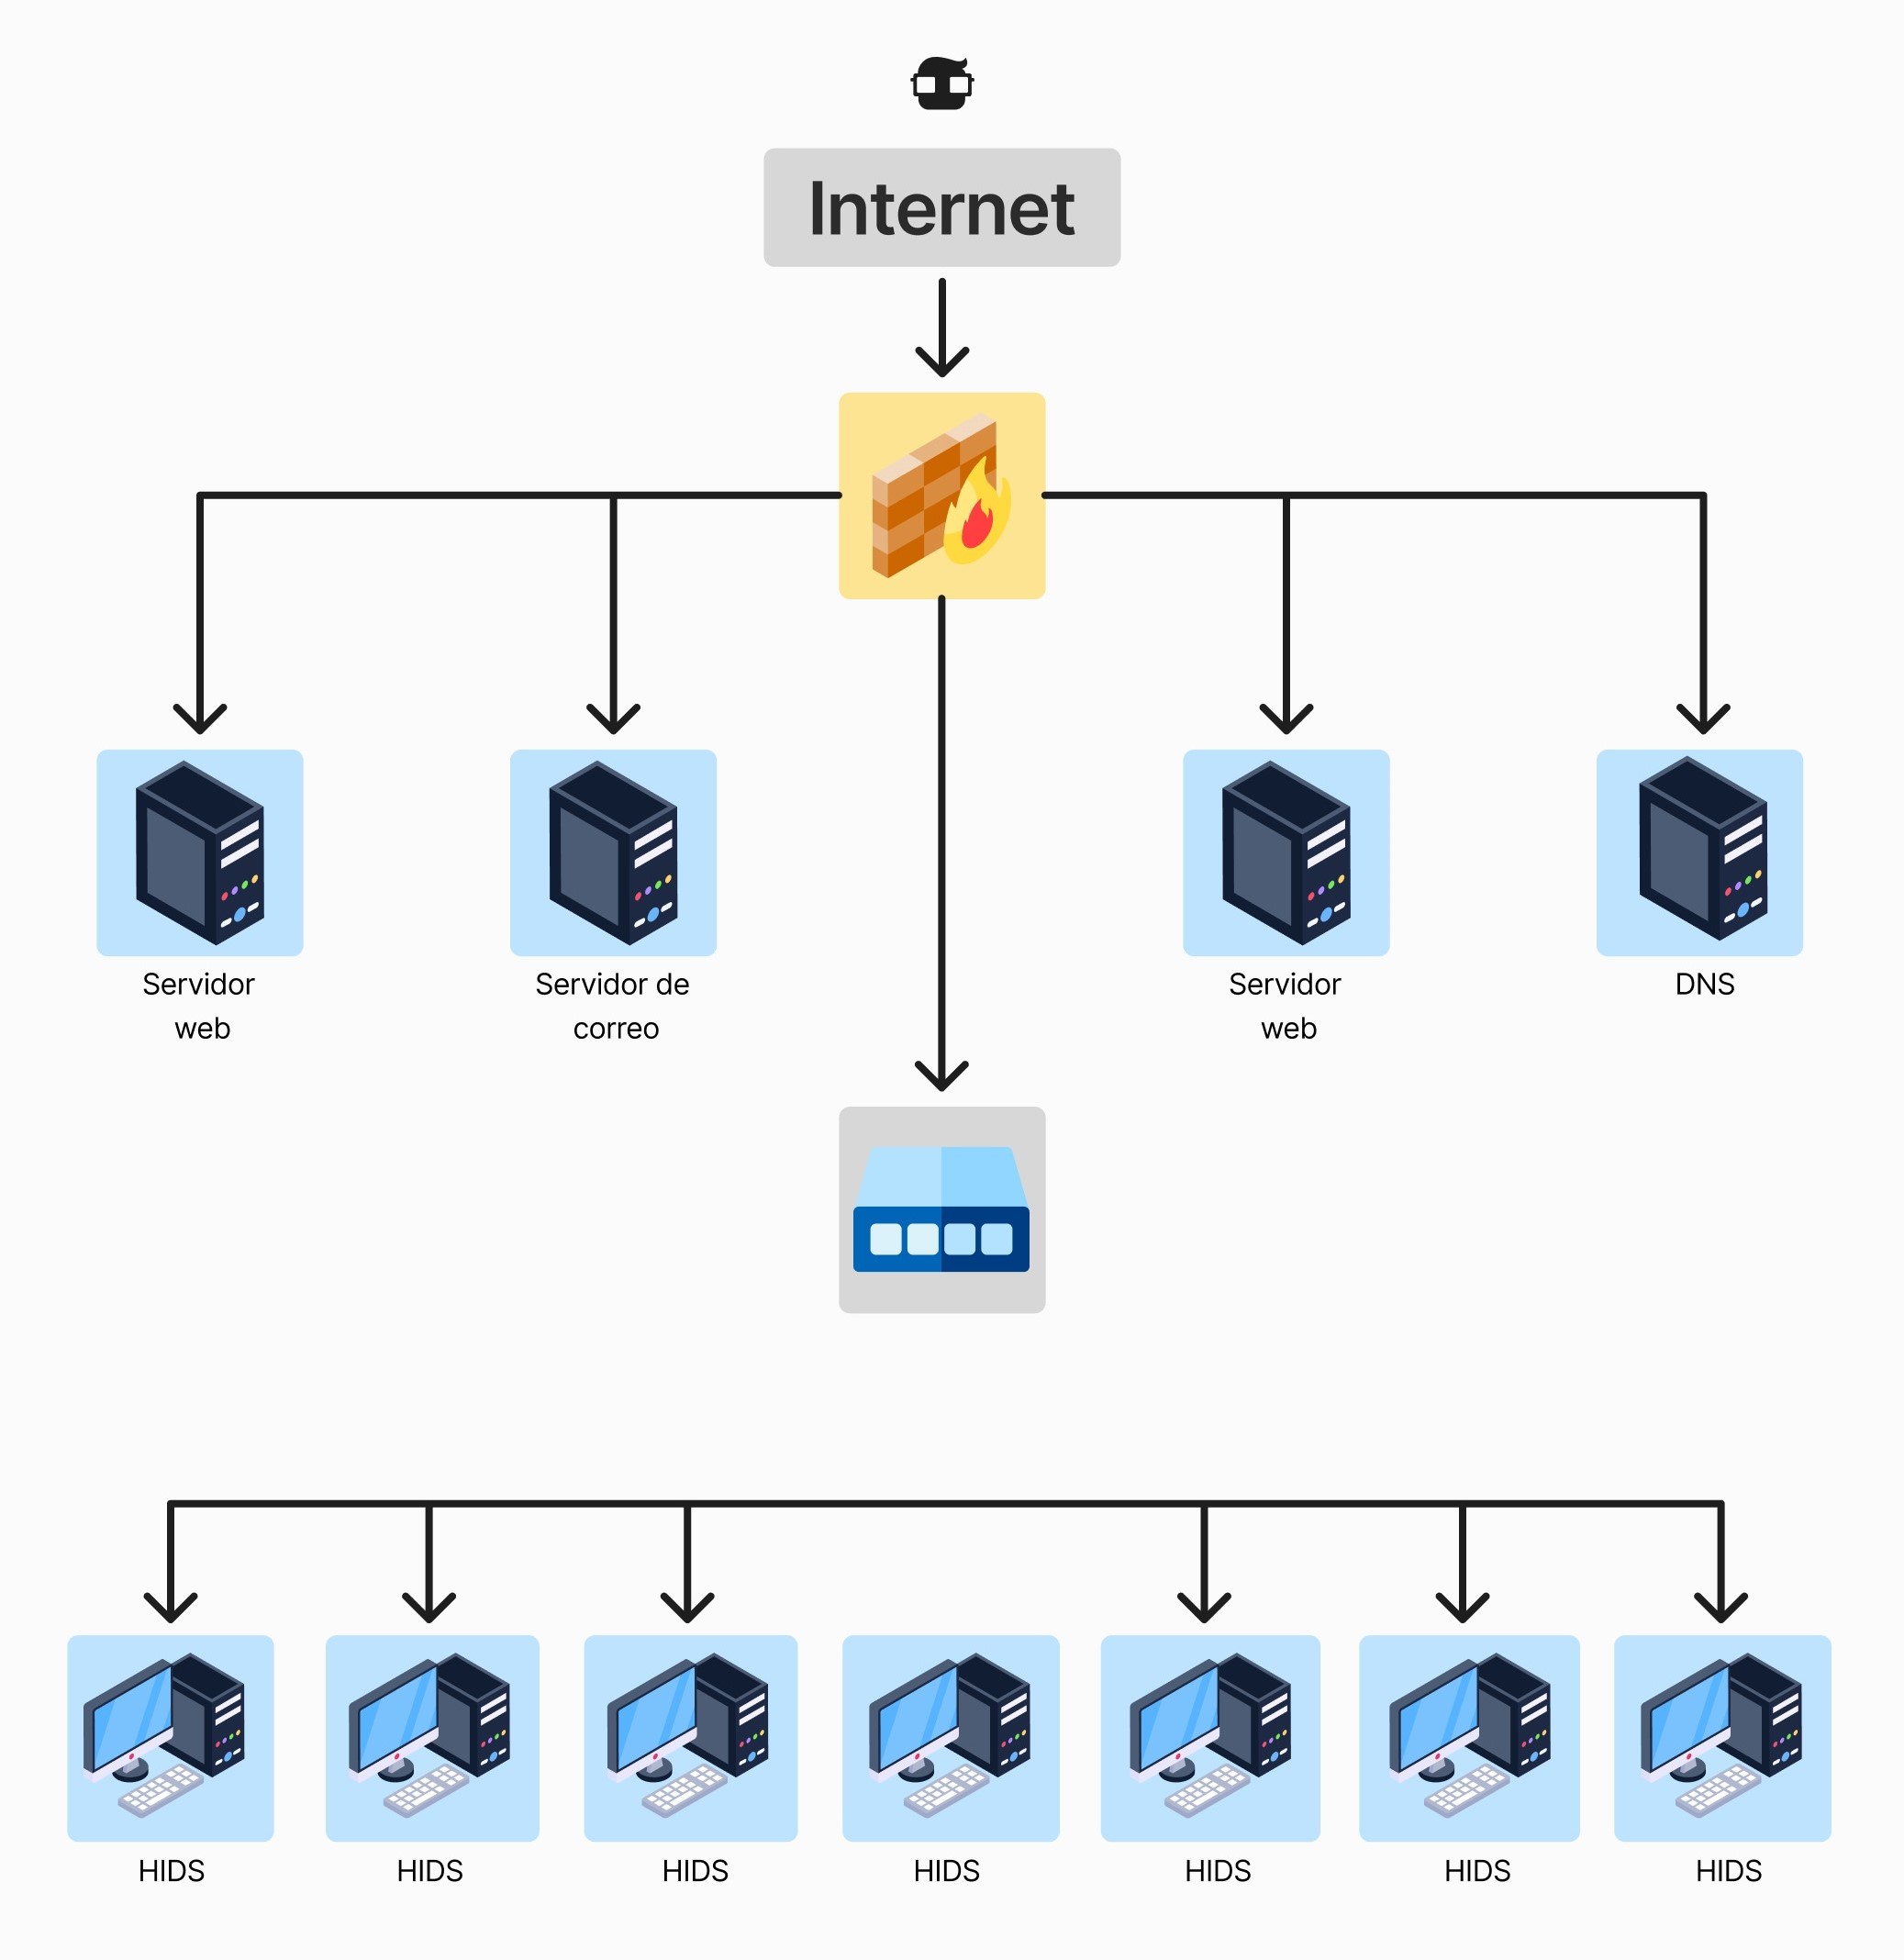 Internet
Servidor
web
Servidor de
correo
Servidor
web
DNS
HIDS
HIDS
HIDS
HIDS
HIDS
HIDS
HIDS